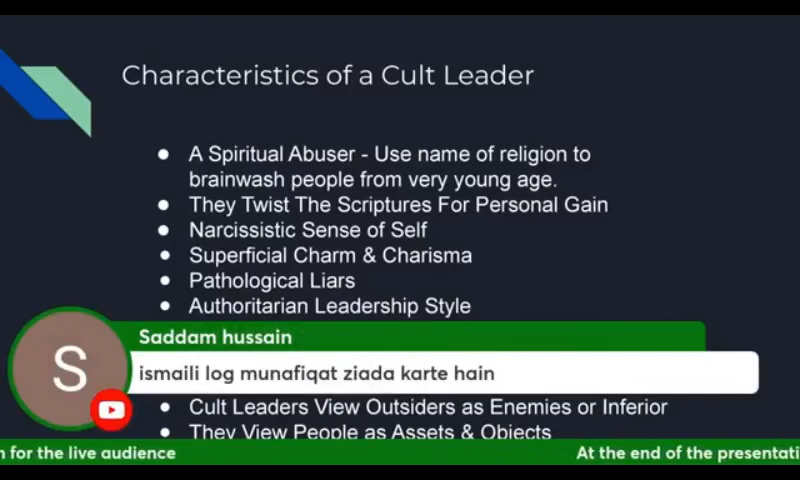 Characteristics of a Cult Leader
● A Spiritual Abuser - Use name of religion to
brainwash people from very young age.
● They Twist The Scriptures For Personal Gain
● Narcissistic Sense of Self
● Superficial Charm & Charisma
● Pathological Liars
● Authoritarian Leadership Style
Saddam hussain
S
ismaili log munafiqat ziada karte hain
● Cult Leaders View Outsiders as Enemies or Inferior
● They View People as Assets & Objects
for the live audience
At the end of the